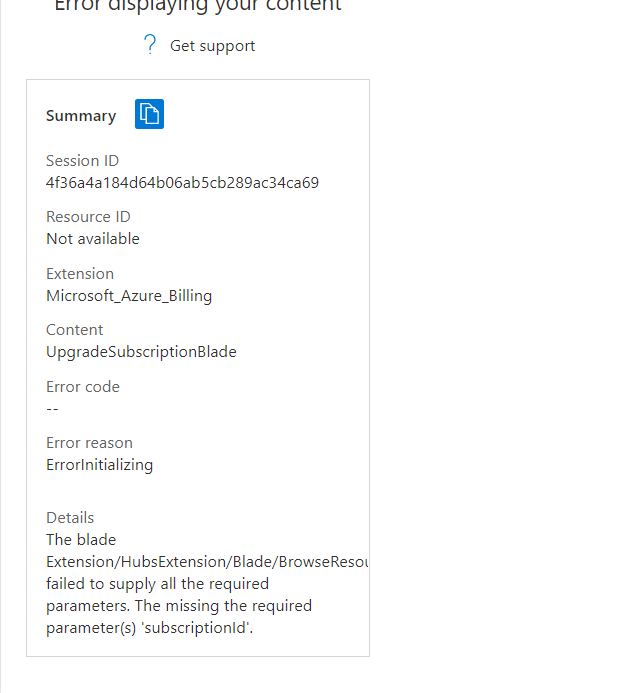 Error displaying your content
Get support
Summary
Session ID
4f36a4a184d64b06ab5cb289ac34ca69
Resource ID
Not available
Extension
Microsoft_Azure_Billing
Content
UpgradeSubscriptionBlade
Error code
--
Error reason
ErrorInitializing
Details
The blade
Extension/HubsExtension/Blade/BrowseResou
failed to supply all the required
parameters. The missing the required
parameter(s) 'subscriptionId'.